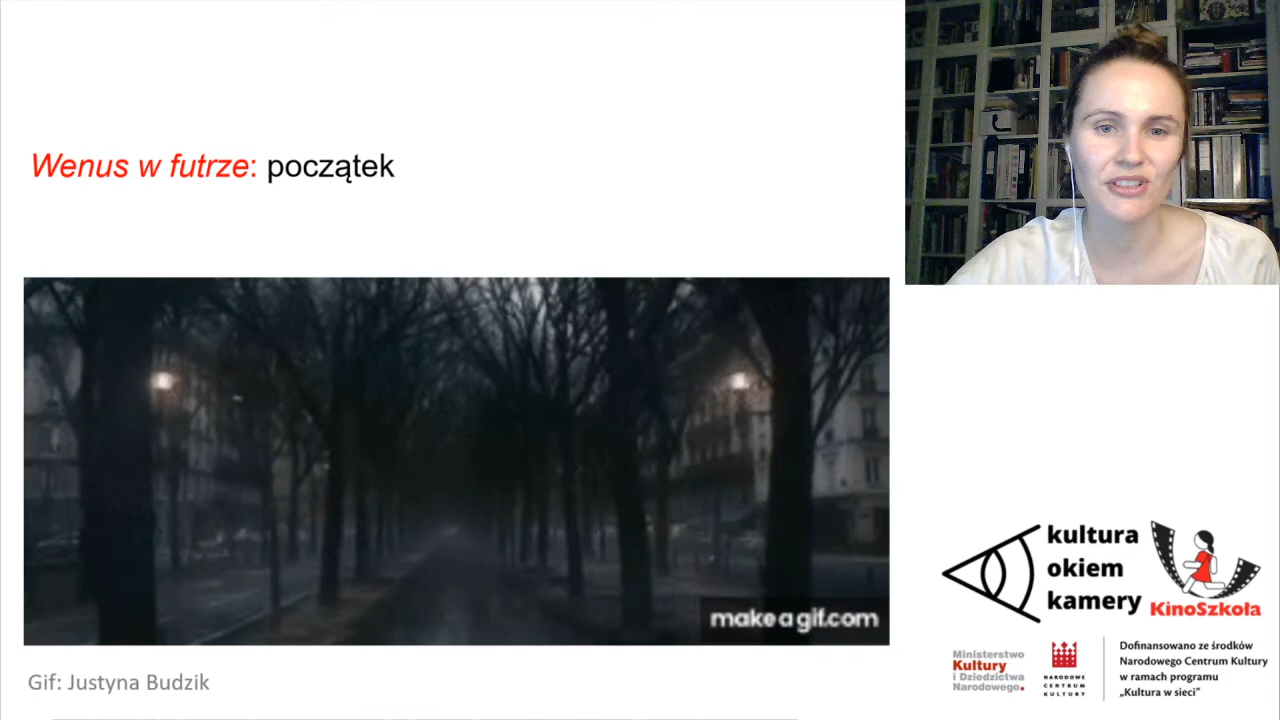 Wenus w futrze: początek
makeagif.com
Gif: Justyna Budzik
kultura
okiem
kamery
KinoSzkoła
Ministerstwo
Kultury
i Dziedzictwa
Narodowego.
NARODOWE
CENTRUM
KULTURY
Dofinansowano ze środków
Narodowego Centrum Kultury
w ramach programu
„Kultura w sieci”